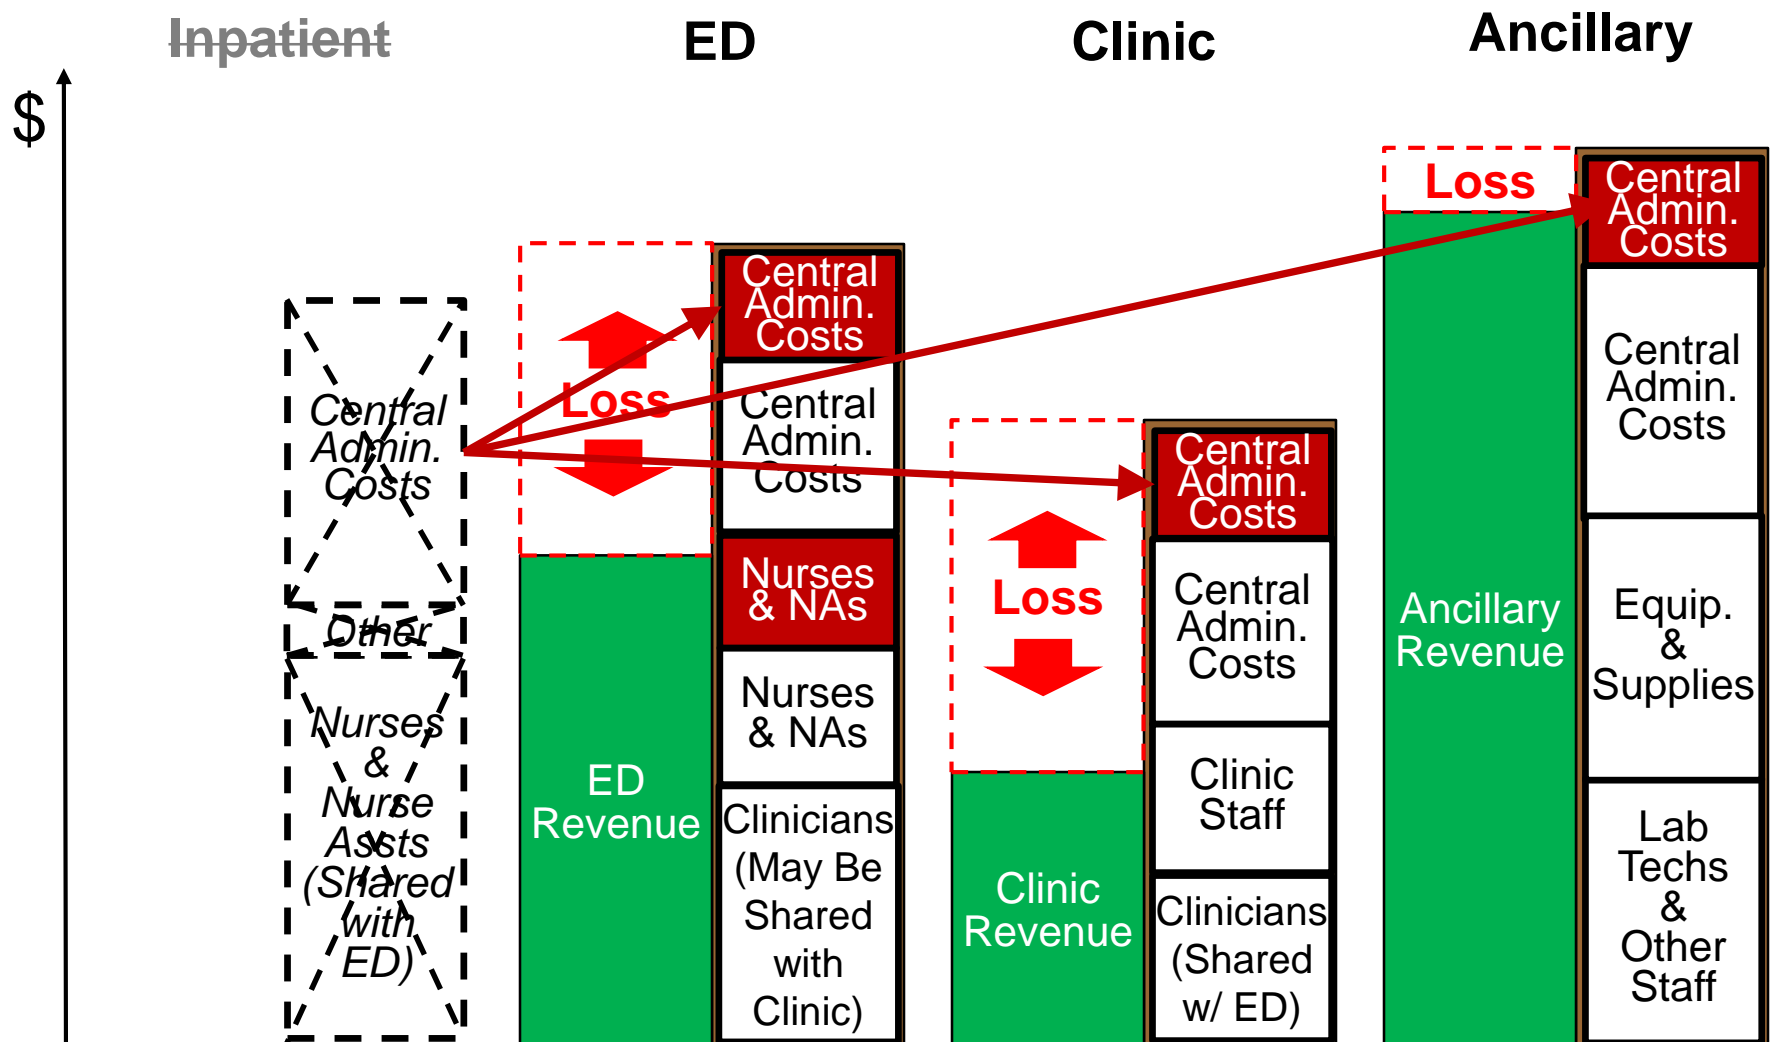 Inpatient
ED
Clinic
Ancillary
$
Central
Admin.
Costs
Other
Nurses
&
Nurse
Assts
(Shared
with
ED)
Loss
ED
Revenue
Central
Admin.
Costs
Central
Admin.
Costs
Nurses
& NAs
Nurses
& NAs
Clinicians
(May Be
Shared
with
Clinic)
Loss
Clinic
Revenue
Central
Admin.
Costs
Central
Admin.
Costs
Clinic
Staff
Clinicians
(Shared
w/ ED)
Loss
Ancillary
Revenue
Central
Admin.
Costs
Central
Admin.
Costs
Equip.
&
Supplies
Lab
Techs
&
Other
Staff